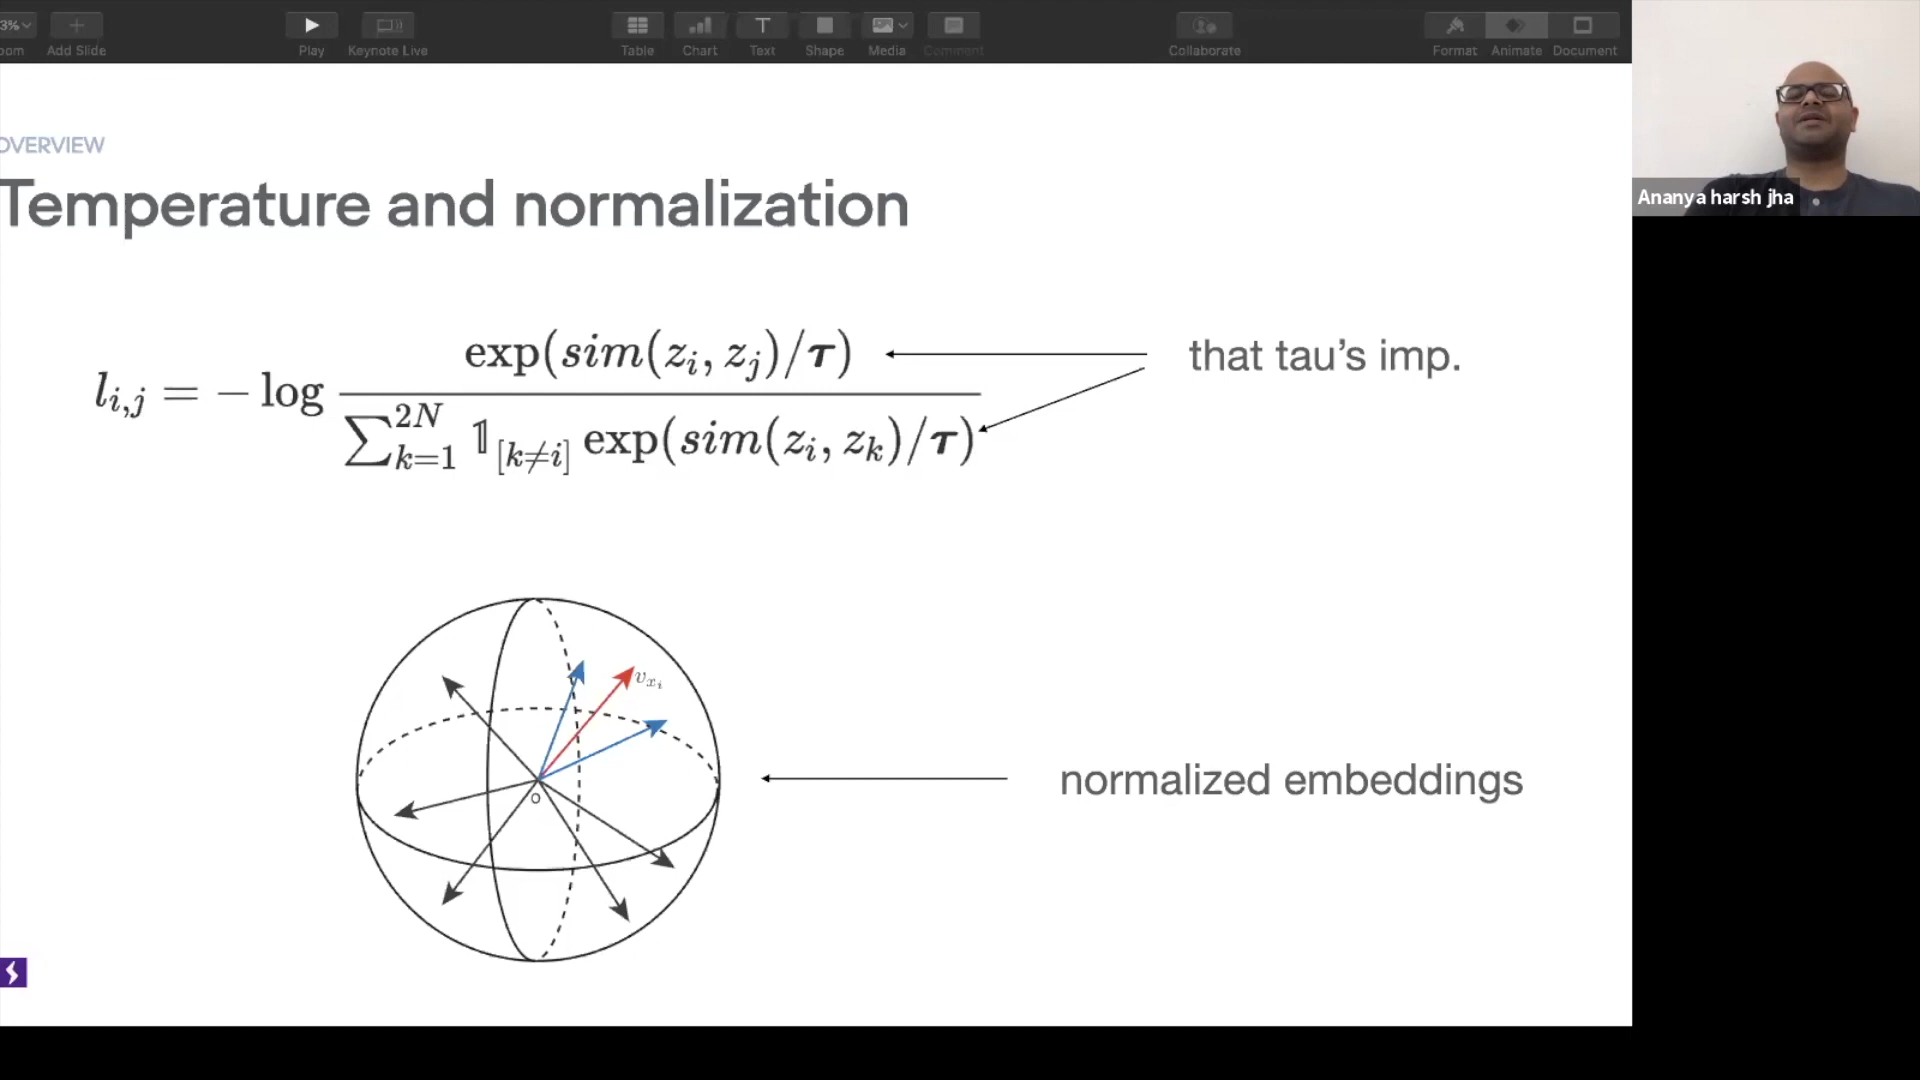 3%
Add Slide
Play
Keynote Live
Table
Chart
Text
Shape
Media
Comment
Collaborate
Format
Animate
Document
OVERVIEW
Temperature and normalization
l_{i,j} = − log exp(sim(z_i, z_j)/τ) / ∑_{k=1}^{2N} 𝟙_{[k≠i]} exp(sim(z_i, z_k)/τ)
that tau's imp.
v_{x_i}
O
normalized embeddings
Ananya harsh jha